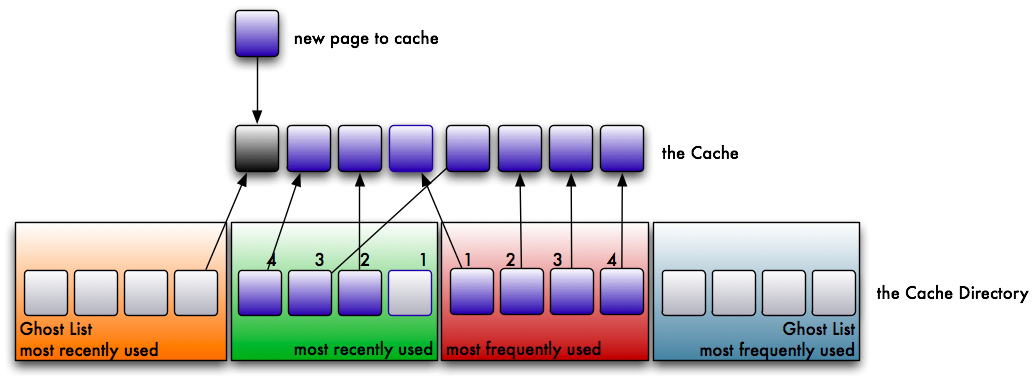 new page to cache
the Cache
4 3 2 1 1 2 3 4
the Cache Directory
Ghost List
most recently used
most recently used
most frequently used
Ghost List
most frequently used